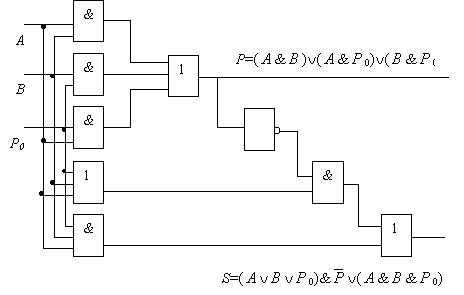 &
A
1
P=(A & B)∨(A & P₀)∨(B & P₍
B
&
&
P₀
1
&
&
1
S=(A∨B∨P₀)&P̅∨(A & B & P₀)